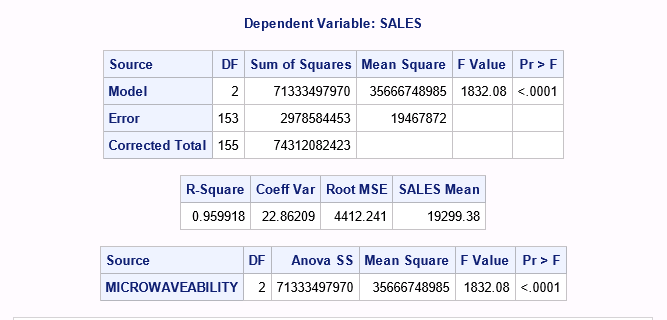 Dependent Variable: SALES
Source DF Sum of Squares Mean Square F Value Pr > F
Model 2 71333497970 35666748985 1832.08 <.0001
Error 153 2978584453 19467872
Corrected Total 155 74312082423
R-Square Coeff Var Root MSE SALES Mean
0.959918 22.86209 4412.241 19299.38
Source DF Anova SS Mean Square F Value Pr > F
MICROWAVEABILITY 2 71333497970 35666748985 1832.08 <.0001